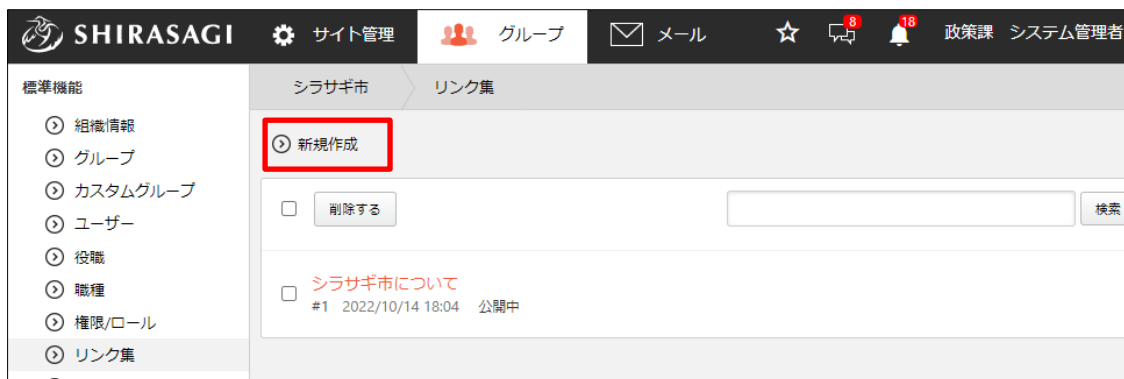 SHIRASAGI サイト管理 グループ メール 8 18 政策課 システム管理者
標準機能
組織情報
グループ
カスタムグループ
ユーザー
役職
職種
権限/ロール
リンク集
シラサギ市 リンク集
新規作成
削除する 検索
シラサギ市について
#1 2022/10/14 18:04 公開中